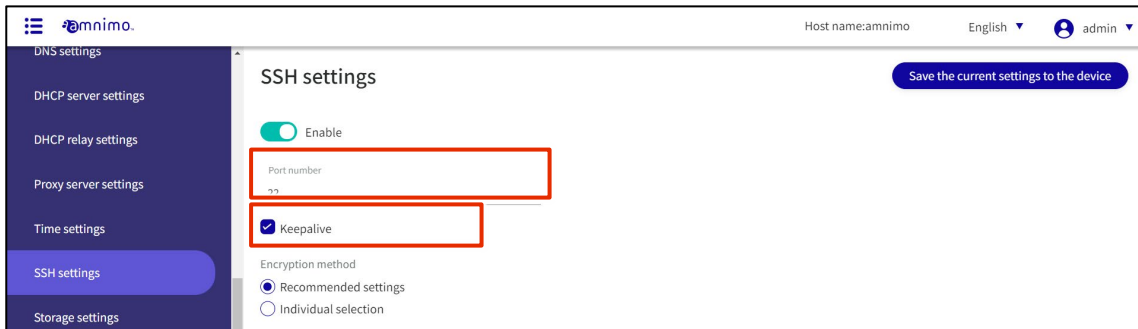 amnimo.
Host name:amnimo
English
admin
DNS settings
DHCP server settings
DHCP relay settings
Proxy server settings
Time settings
SSH settings
Storage settings
SSH settings
Save the current settings to the device
Enable
Port number
22
Keepalive
Encryption method
Recommended settings
Individual selection